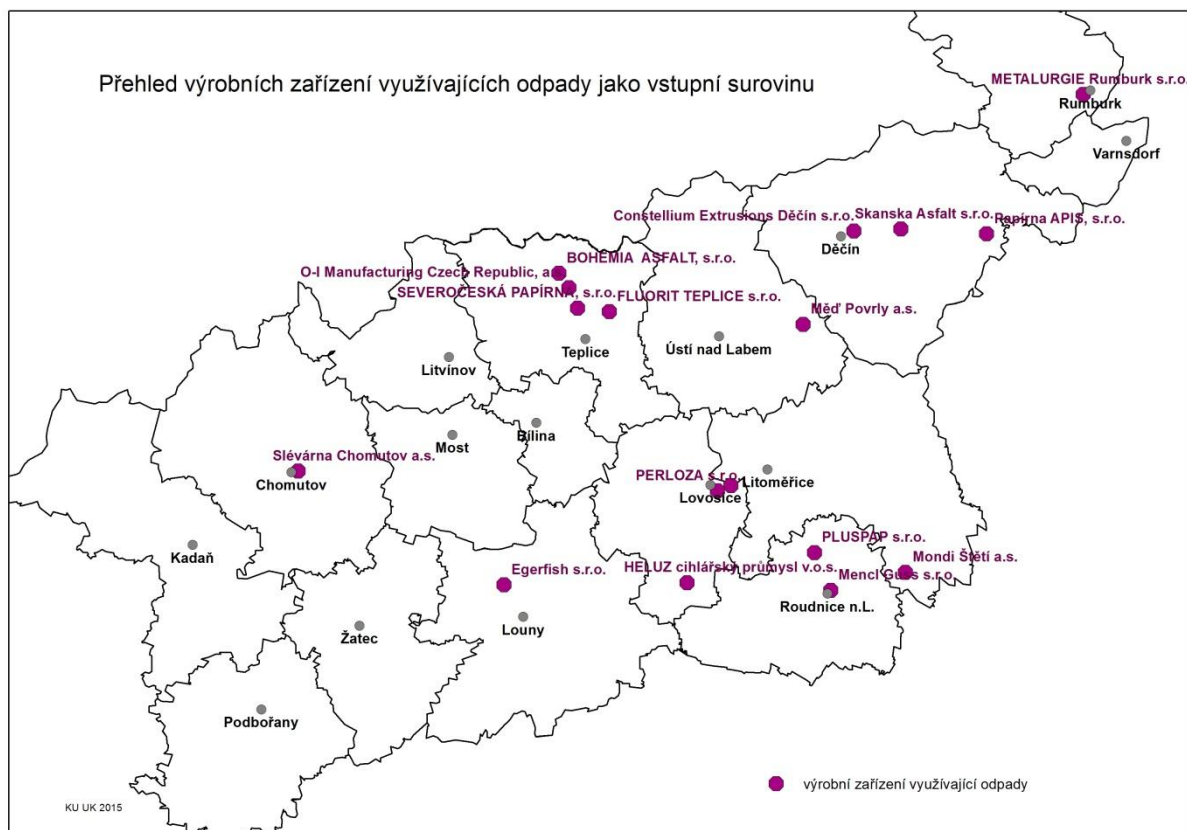 Přehled výrobních zařízení využívajících odpady jako vstupní surovinu
METALURGIE Rumburk s.r.o.
Rumburk
Varnsdorf
Constellium Extrusions Děčín s.r.o.
Skanska Asfalt s.r.o.
Papírna APIS, s.r.o.
Děčín
BOHEMIA ASFALT, s.r.o.
O-I Manufacturing Czech Republic, a
SEVEROČESKÁ PAPÍRNA, s.r.o.
FLUORIT TEPLICE s.r.o.
Měď Povrly a.s.
Teplice
Ústí nad Labem
Litvínov
Bílina
Most
Slévárna Chomutov a.s.
Chomutov
PERLOZA s.r.o.
Litoměřice
Lovosice
Kadaň
PLUSPAP s.r.o.
Mondi Štětí a.s.
HELUZ cihlářský průmysl v.o.s.
Egerfish s.r.o.
Mencl s.r.o.
Roudnice n.L.
Louny
Žatec
Podbořany
výrobní zařízení využívající odpady
KU UK 2015